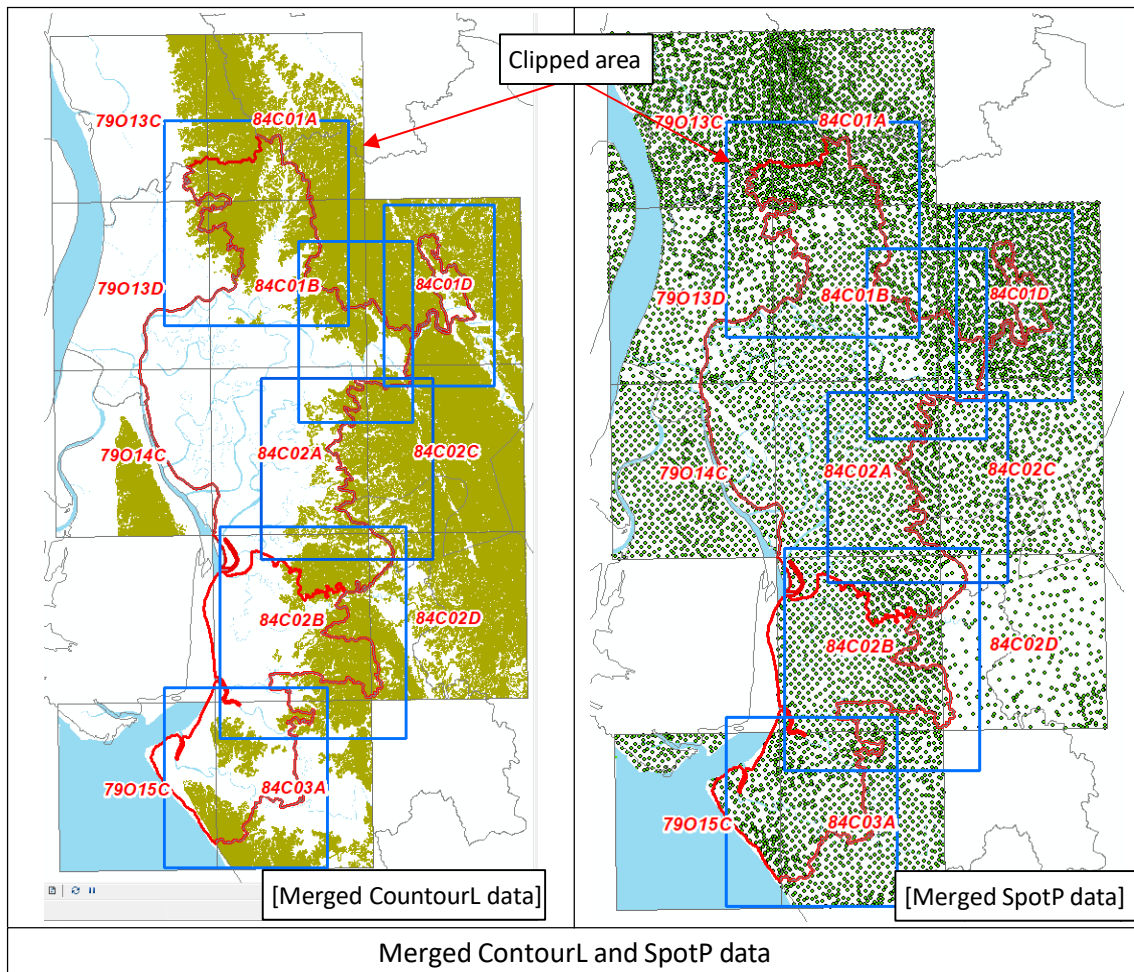 Clipped area
79O13C
84C01A
79O13D
84C01B
84C01D
79O14C
84C02A
84C02C
84C02B
84C02D
79O15C
84C03A
[Merged CountourL data]
79O13C
84C01A
79O13D
84C01B
84C01D
79O14C
84C02A
84C02C
84C02B
84C02D
79O15C
84C03A
[Merged SpotP data]
Merged ContourL and SpotP data